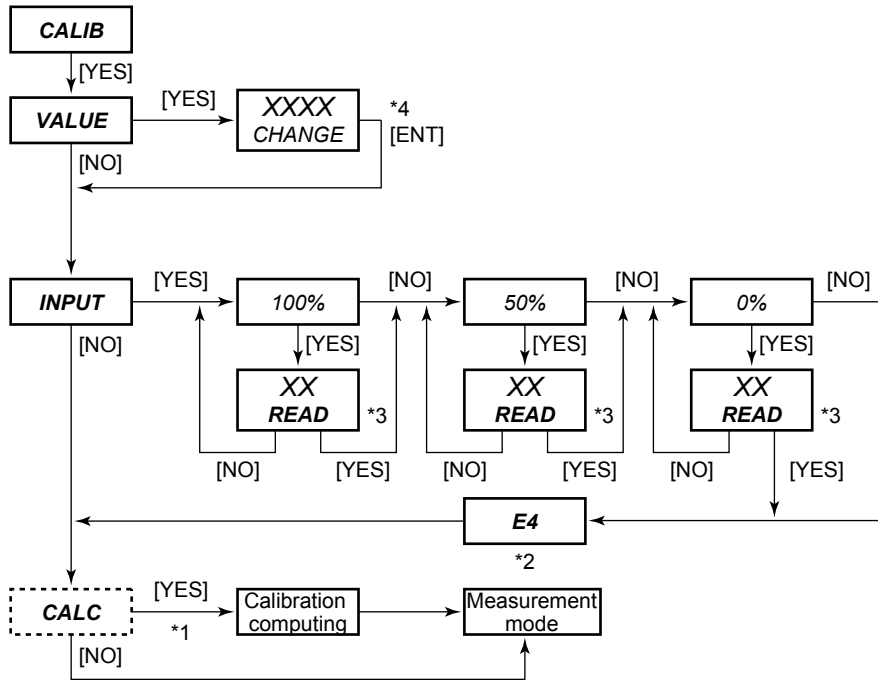 CALIB
[YES]
VALUE
[YES]
XXXX
CHANGE
*4
[ENT]
[NO]
INPUT
[YES]
100%
[NO]
50%
[NO]
0%
[NO]
[NO]
[YES]
[YES]
[YES]
XX
READ
*3
XX
READ
*3
XX
READ
*3
[NO]
[YES]
[NO]
[YES]
[NO]
[YES]
E4
*2
CALC
[YES]
*1
Calibration
computing
Measurement
mode
[NO]